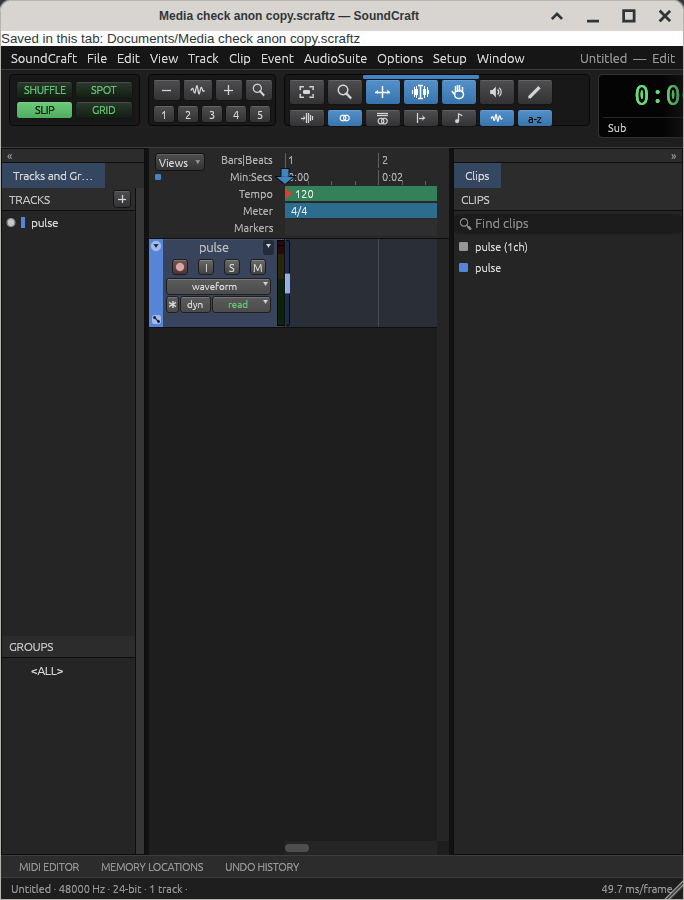 Media check anon copy.scraftz — SoundCraft
Saved in this tab: Documents/Media check anon copy.scraftz
SoundCraft File Edit View Track Clip Event AudioSuite Options Setup Window Untitled — Edit
SHUFFLE SPOT
SLIP GRID
1 2 3 4 5
a-z
0:0
Sub
«
Tracks and Gr...
TRACKS +
pulse
GROUPS
<ALL>
Views
Bars|Beats 1 2
Min:Secs 0:00 0:02
Tempo 120
Meter 4/4
Markers
pulse
I S M
waveform
dyn read
»
Clips
CLIPS
Find clips
pulse (1ch)
pulse
MIDI EDITOR MEMORY LOCATIONS UNDO HISTORY
Untitled · 48000 Hz · 24-bit · 1 track · 49.7 ms/frame